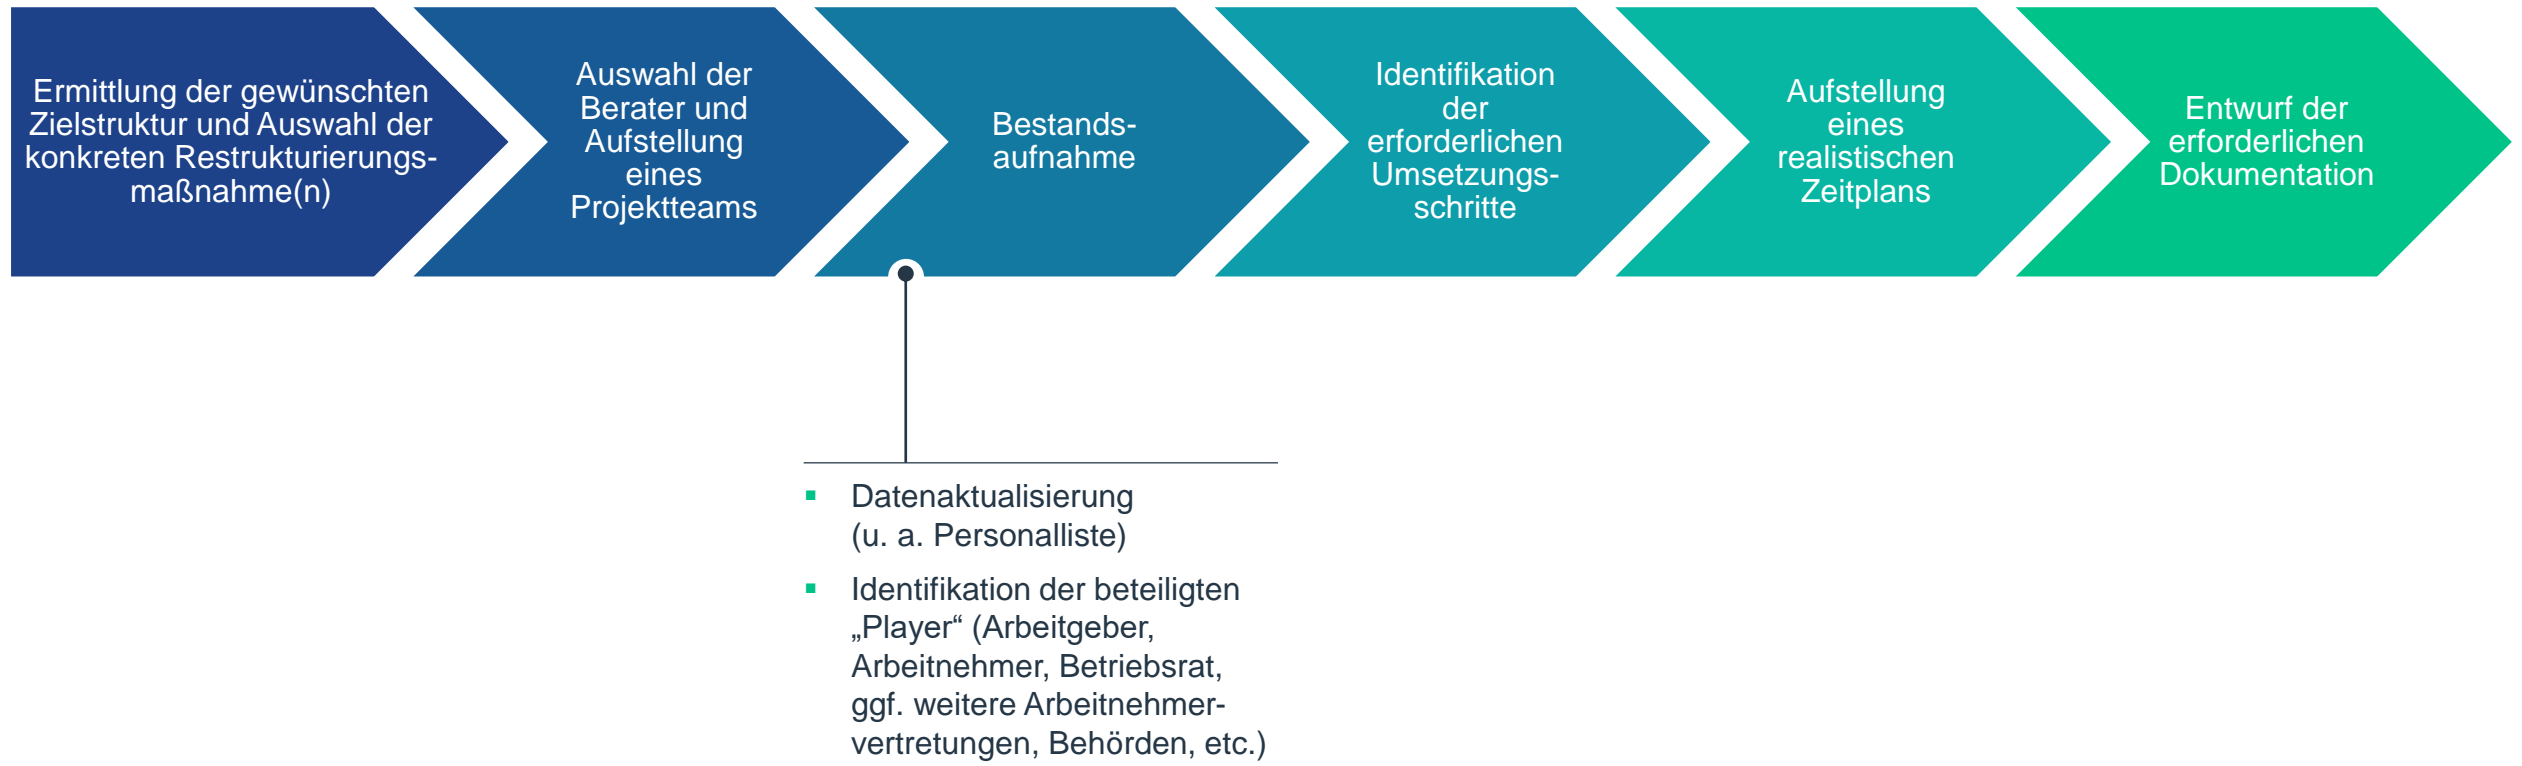 Ermittlung der gewünschten
Zielstruktur und Auswahl der
konkreten Restrukturierungs-
maßnahme(n)
Auswahl der
Berater und
Aufstellung
eines
Projektteams
Bestands-
aufnahme
Identifikation
der
erforderlichen
Umsetzungs-
schritte
Aufstellung
eines
realistischen
Zeitplans
Entwurf der
erforderlichen
Dokumentation
▪ Datenaktualisierung
(u. a. Personalliste)
▪ Identifikation der beteiligten
„Player“ (Arbeitgeber,
Arbeitnehmer, Betriebsrat,
ggf. weitere Arbeitnehmer-
vertretungen, Behörden, etc.)